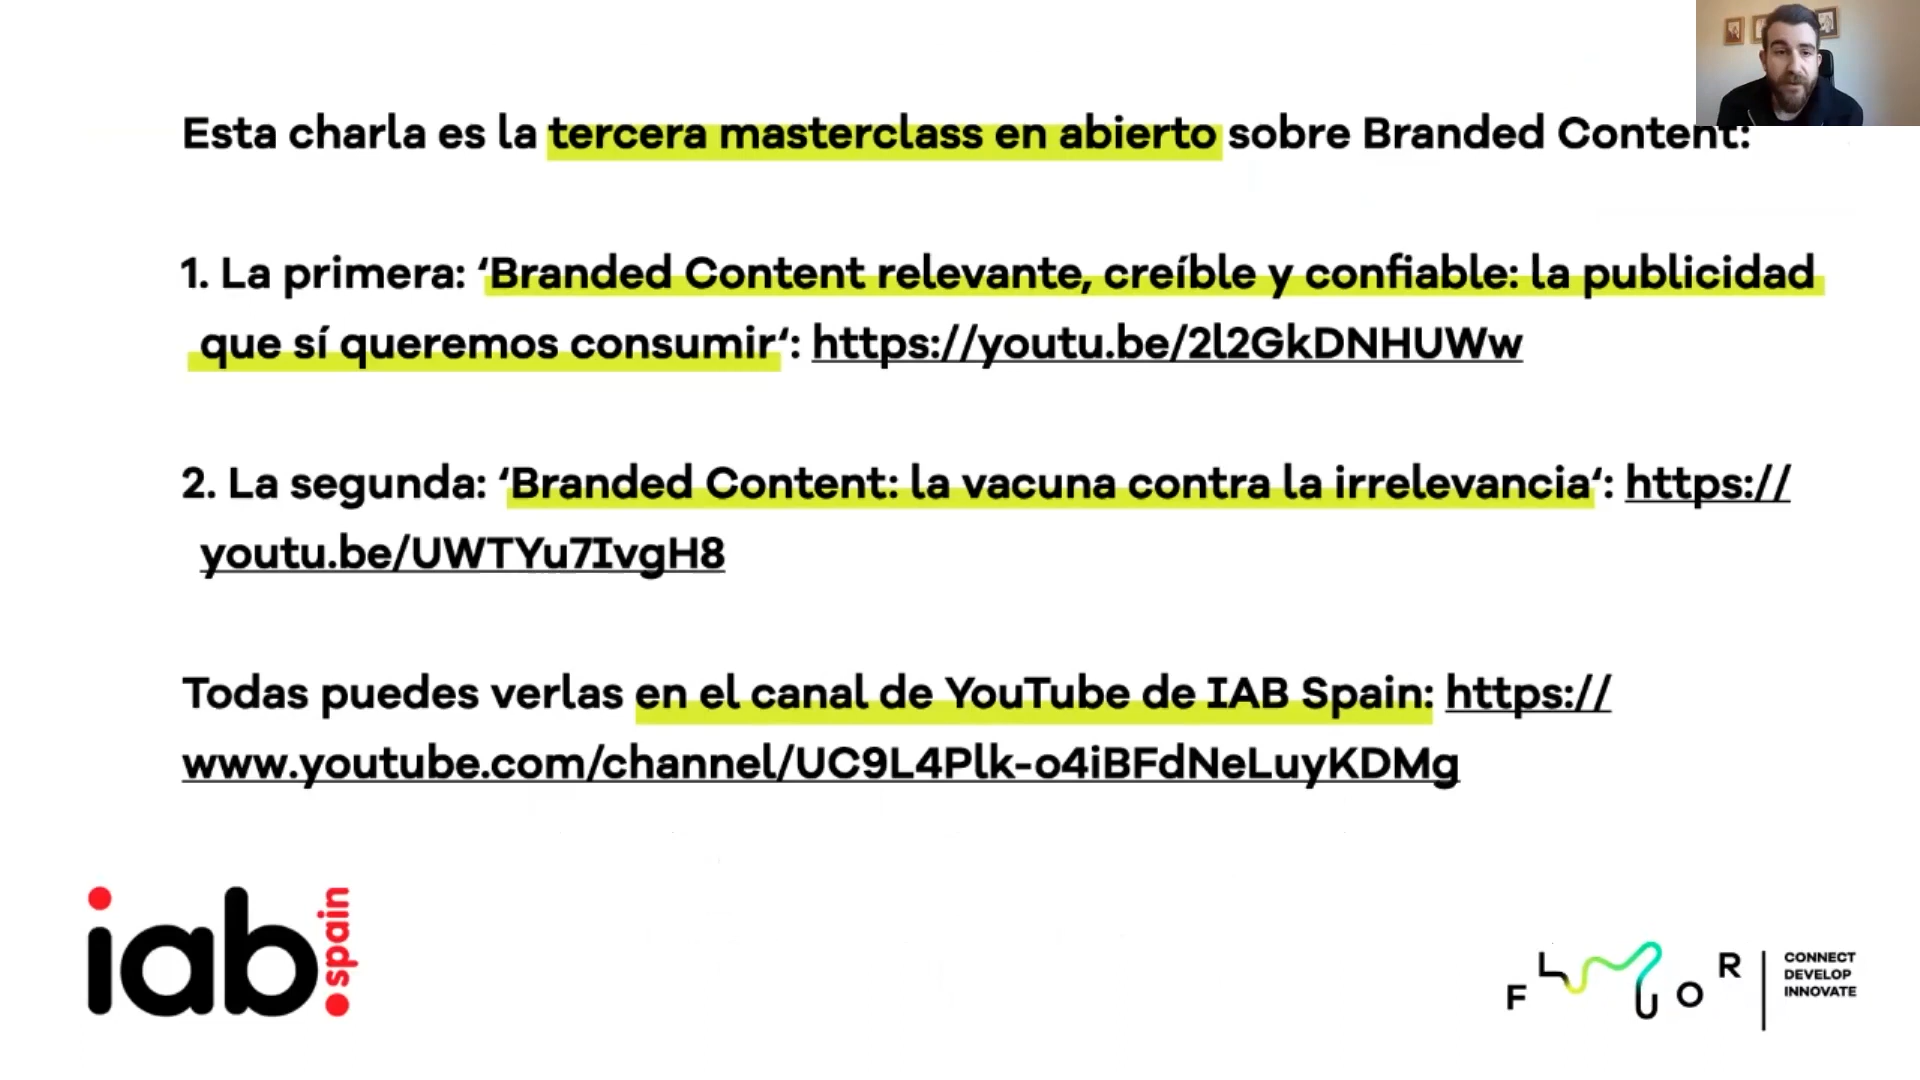 Esta charla es la tercera masterclass en abierto sobre Branded Content:
1. La primera: ‘Branded Content relevante, creíble y confiable: la publicidad
que sí queremos consumir‘: https://youtu.be/2l2GkDNHUWw
2. La segunda: ‘Branded Content: la vacuna contra la irrelevancia‘: https://
youtu.be/UWTYu7IvgH8
Todas puedes verlas en el canal de YouTube de IAB Spain: https://
www.youtube.com/channel/UC9L4Plk-o4iBFdNeLuyKDMg
iab.spain
FLUOR
CONNECT
DEVELOP
INNOVATE